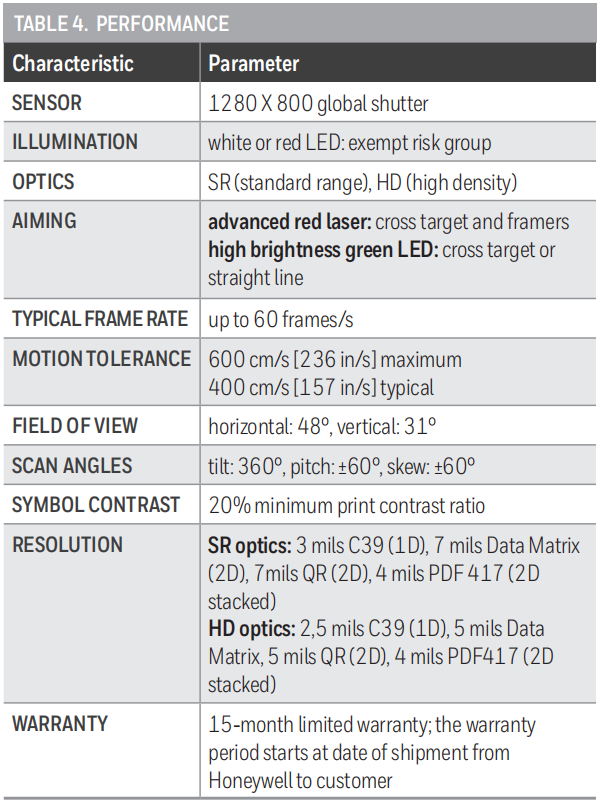 TABLE 4. PERFORMANCE
Characteristic Parameter
SENSOR 1280 X 800 global shutter
ILLUMINATION white or red LED: exempt risk group
OPTICS SR (standard range), HD (high density)
AIMING advanced red laser: cross target and framers
high brightness green LED: cross target or
straight line
TYPICAL FRAME RATE up to 60 frames/s
MOTION TOLERANCE 600 cm/s [236 in/s] maximum
400 cm/s [157 in/s] typical
FIELD OF VIEW horizontal: 48º, vertical: 31º
SCAN ANGLES tilt: 360º, pitch: ±60º, skew: ±60º
SYMBOL CONTRAST 20% minimum print contrast ratio
RESOLUTION SR optics: 3 mils C39 (1D), 7 mils Data Matrix
(2D), 7mils QR (2D), 4 mils PDF 417 (2D
stacked)
HD optics: 2,5 mils C39 (1D), 5 mils Data
Matrix, 5 mils QR (2D), 4 mils PDF417 (2D
stacked)
WARRANTY 15-month limited warranty; the warranty
period starts at date of shipment from
Honeywell to customer